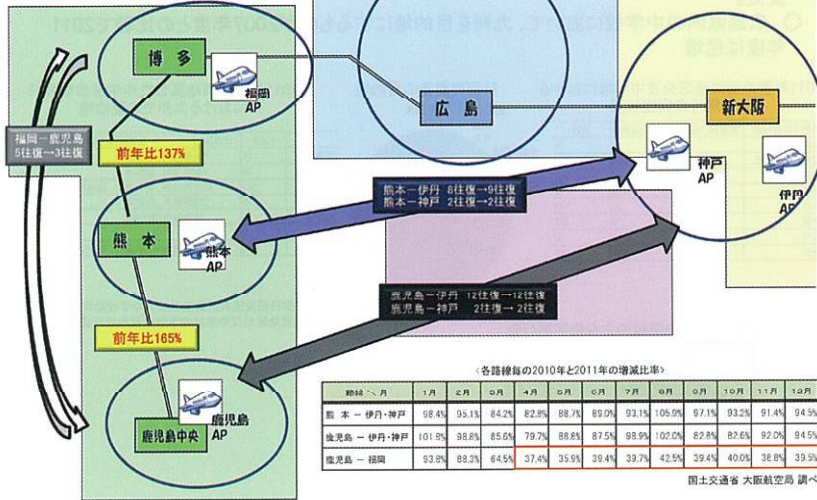 博多
福岡
AP
広島
新大阪
神戸
AP
伊丹
AP
福岡－鹿児島
5往復→3往復
前年比137%
熊本－伊丹 8往復→9往復
熊本－神戸 2往復→2往復
熊本
熊本
AP
鹿児島－伊丹 12往復→12往復
鹿児島－神戸 2往復→2往復
前年比165%
鹿児島
AP
鹿児島中央
<各路線毎の2010年と2011年の増減比率>
路線＼月 1月 2月 3月 4月 5月 6月 7月 8月 9月 10月 11月 12月
熊本－伊丹・神戸 98.4% 95.1% 84.2% 82.8% 88.7% 89.0% 93.1% 105.9% 97.1% 93.2% 91.4% 94.5%
鹿児島－伊丹・神戸 101.8% 98.8% 85.6% 79.7% 88.8% 87.5% 98.9% 102.0% 82.8% 82.6% 92.0% 94.5%
鹿児島－福岡 93.8% 88.3% 64.5% 37.4% 35.9% 39.4% 39.7% 42.5% 39.4% 40.0% 38.8% 39.5%
国土交通省 大阪航空局 調べ